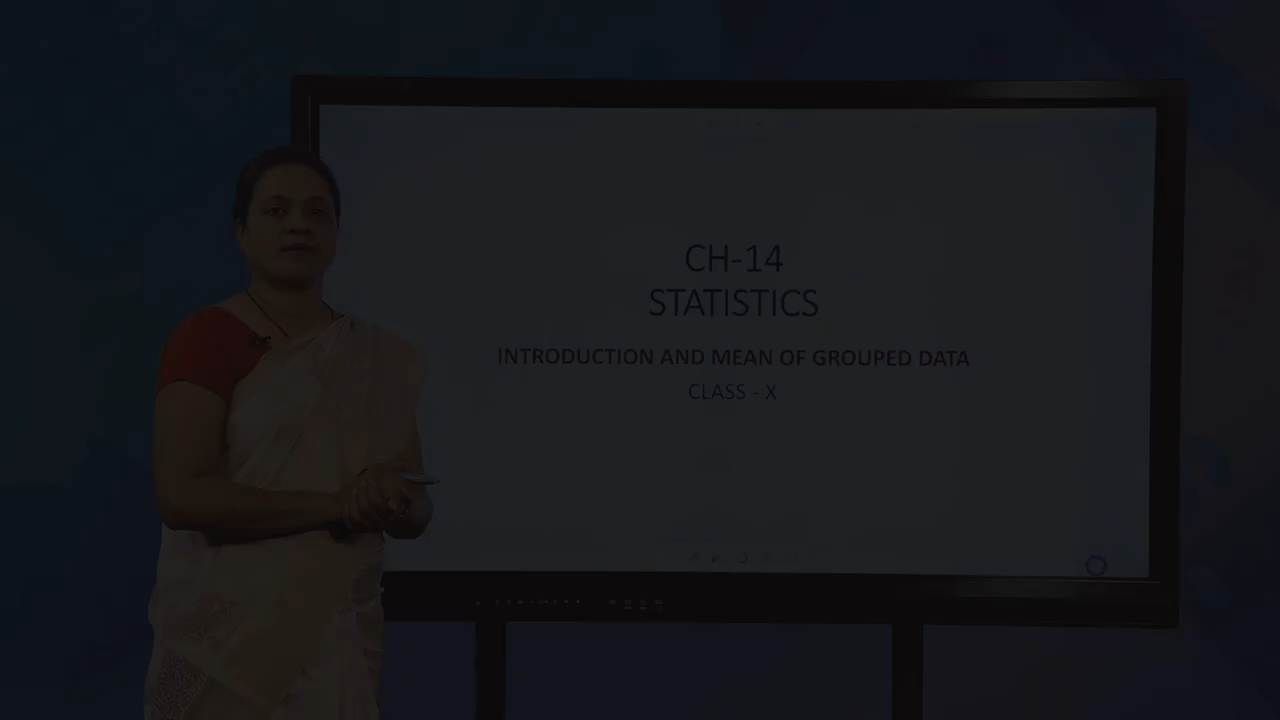 CH-14
STATISTICS
INTRODUCTION AND MEAN OF GROUPED DATA
CLASS - X